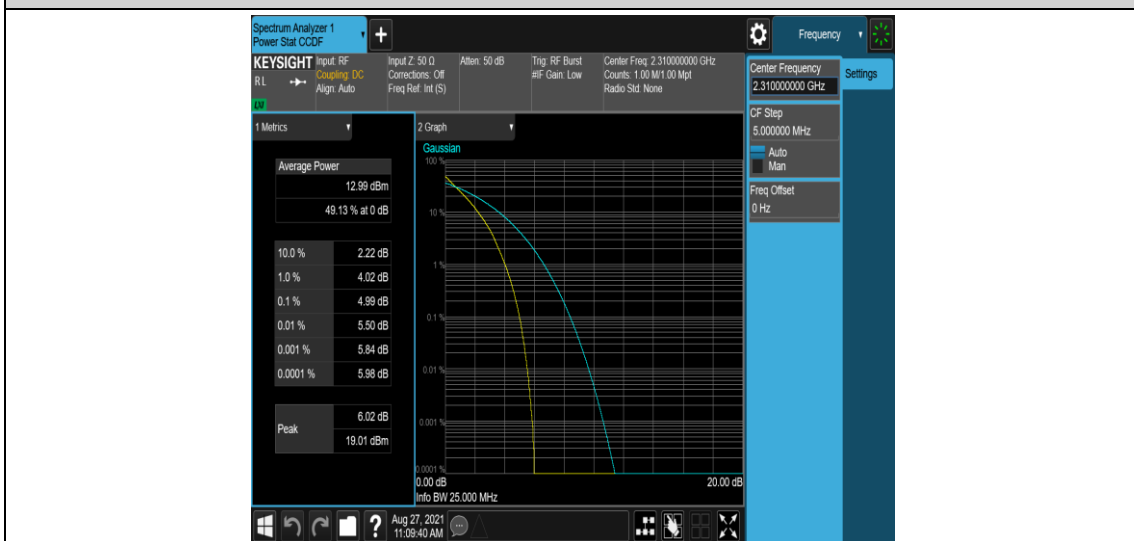 Spectrum Analyzer 1
Power Stat CCDF
+
Frequency
KEYSIGHT
Input: RF
Input Z: 50 Ω
Atten: 50 dB
Trig: RF Burst
Center Freq: 2.310000000 GHz
RL
Coupling: DC
Corrections: Off
#IF Gain: Low
Counts: 1.00 M/1.00 Mpt
Align: Auto
Freq Ref: Int (S)
Radio Std: None
LXI
Center Frequency
2.310000000 GHz
Settings
CF Step
5.000000 MHz
Auto
Man
Freq Offset
0 Hz
1 Metrics
2 Graph
Average Power
12.99 dBm
49.13 % at 0 dB
10.0 % 2.22 dB
1.0 % 4.02 dB
0.1 % 4.99 dB
0.01 % 5.50 dB
0.001 % 5.84 dB
0.0001 % 5.98 dB
Peak
6.02 dB
19.01 dBm
Gaussian
100 %
10 %
1 %
0.1 %
0.01 %
0.001 %
0.0001 %
0.00 dB
20.00 dB
Info BW 25.000 MHz
?
Aug 27, 2021
11:09:40 AM